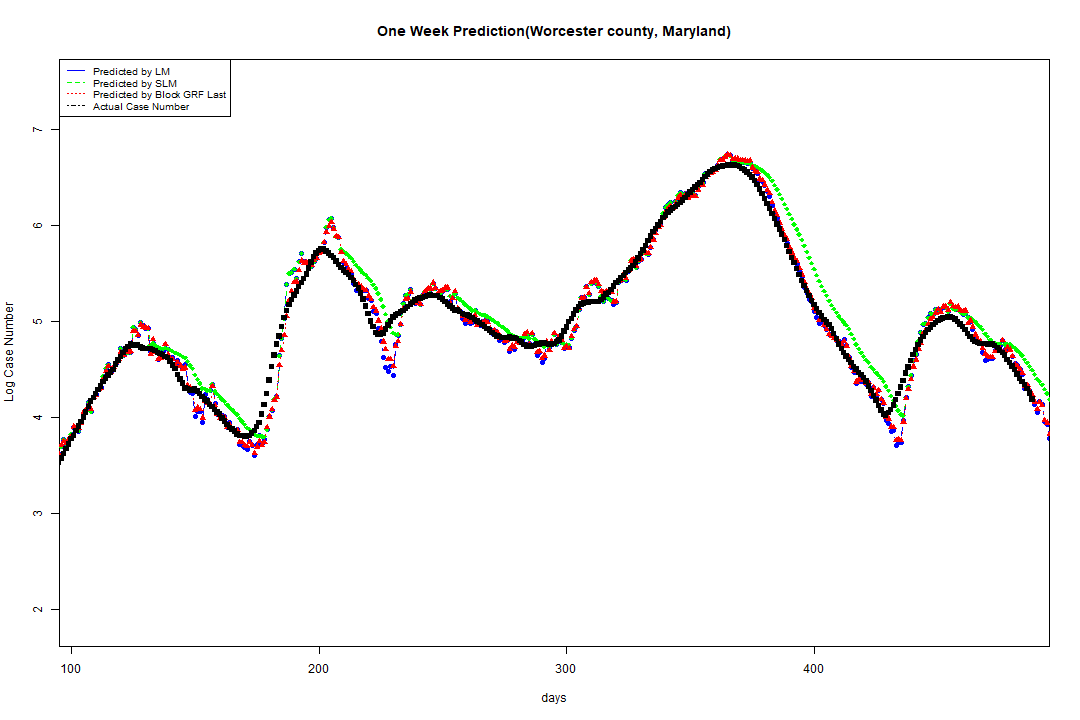 One Week Prediction(Worcester county, Maryland)
Predicted by LM
Predicted by SLM
Predicted by Block GRF Last
Actual Case Number
Log Case Number
7
6
5
4
3
2
100 200 300 400
days